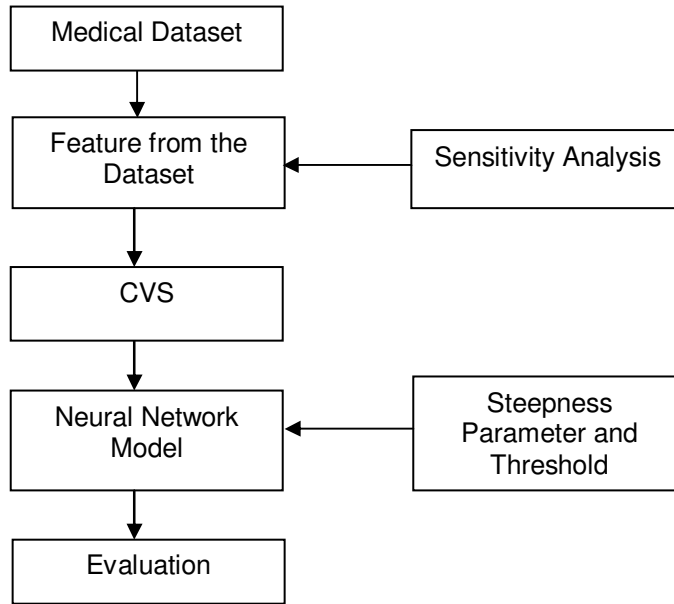 Medical Dataset
Feature from the
Dataset
Sensitivity Analysis
CVS
Neural Network
Model
Steepness
Parameter and
Threshold
Evaluation